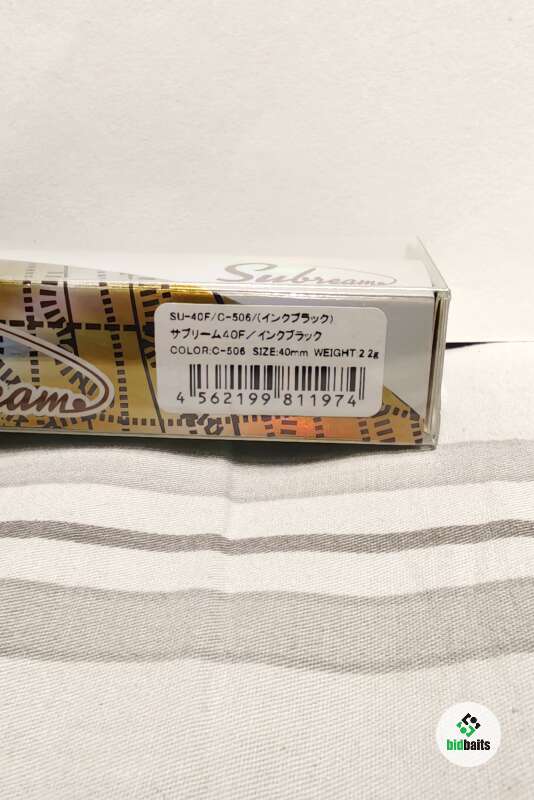 Subream
SU-40F/C-506/(インクブラック)
サブリーム40F/インクブラック
COLOR:C-506 SIZE:40mm WEIGHT 2.2g
4 562199 811974
eam
bidbaits